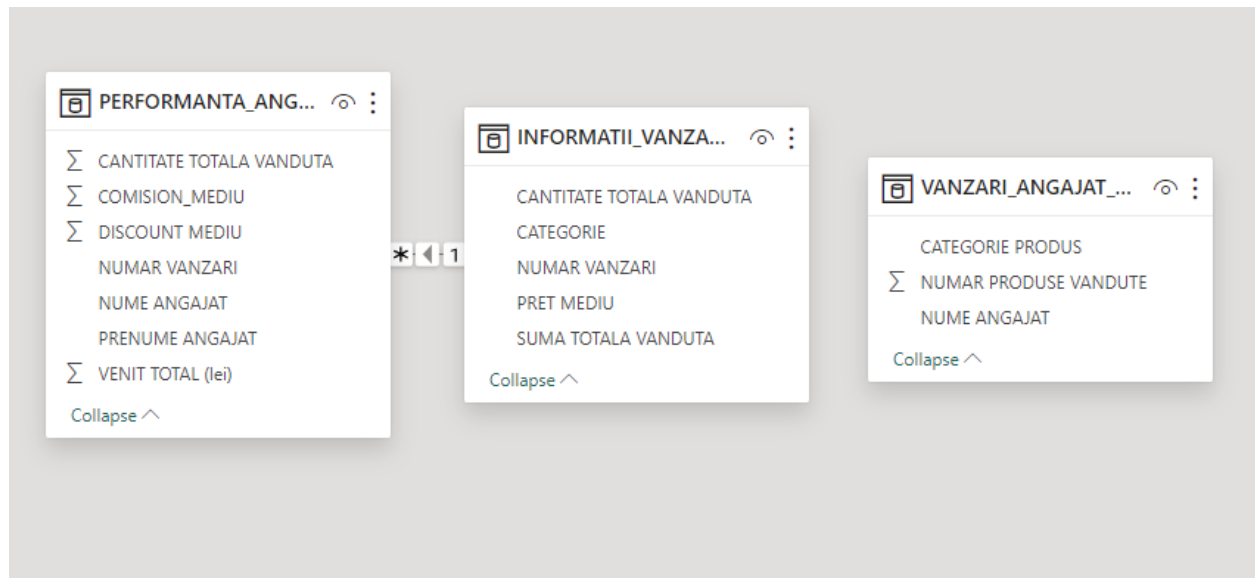 PERFORMANTA_ANG...
CANTITATE TOTALA VANDUTA
COMISION_MEDIU
DISCOUNT MEDIU
NUMAR VANZARI
NUME ANGAJAT
PRENUME ANGAJAT
VENIT TOTAL (lei)
Collapse
* 1
INFORMATII_VANZA...
CANTITATE TOTALA VANDUTA
CATEGORIE
NUMAR VANZARI
PRET MEDIU
SUMA TOTALA VANDUTA
Collapse
VANZARI_ANGAJAT_...
CATEGORIE PRODUS
NUMAR PRODUSE VANDUTE
NUME ANGAJAT
Collapse